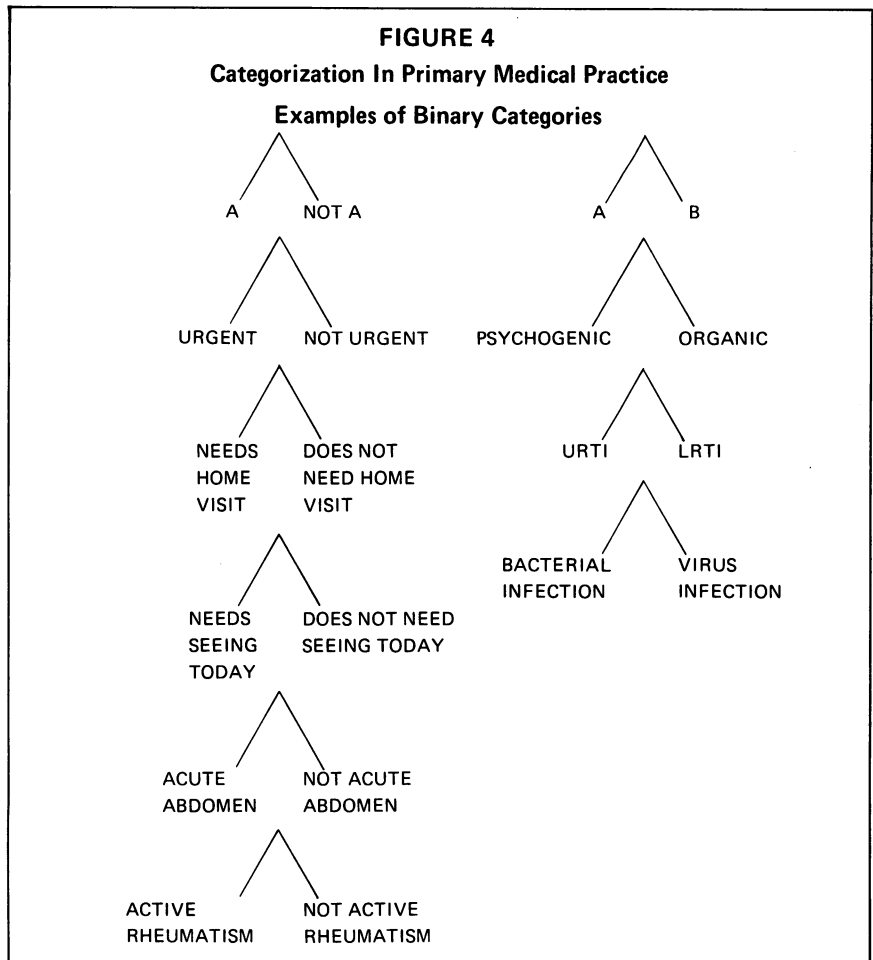 FIGURE 4
Categorization In Primary Medical Practice
Examples of Binary Categories
A NOT A
URGENT NOT URGENT
NEEDS DOES NOT
HOME NEED HOME
VISIT VISIT
NEEDS DOES NOT NEED
SEEING SEEING TODAY
TODAY
ACUTE NOT ACUTE
ABDOMEN ABDOMEN
ACTIVE NOT ACTIVE
RHEUMATISM RHEUMATISM
A B
PSYCHOGENIC ORGANIC
URTI LRTI
BACTERIAL VIRUS
INFECTION INFECTION